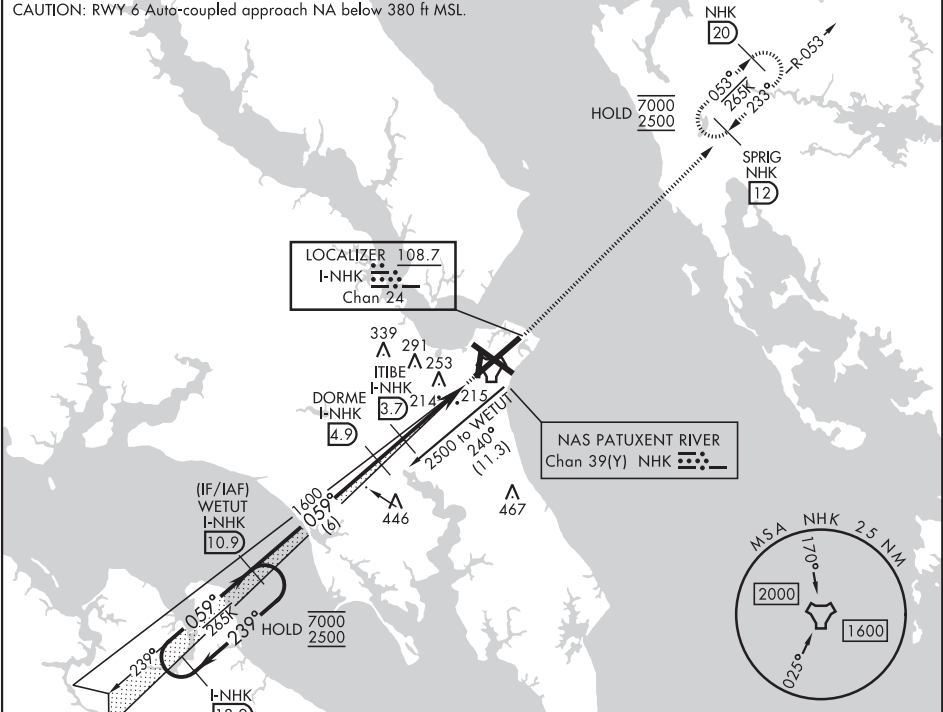 CAUTION: RWY 6 Auto-coupled approach NA below 380 ft MSL.
NHK
20
R-053
053°
265K
233°
HOLD 7000
2500
SPRIG
NHK
12
LOCALIZER 108.7
I-NHK
Chan 24
339
291
253
ITIBE
I-NHK
3.7
214
215
DORME
I-NHK
4.9
2500 to WETUT
240°
(11.3)
NAS PATUXENT RIVER
Chan 39(Y) NHK
446
467
(IF/IAF)
WETUT
I-NHK
10.9
1600
059°
(6)
059°
265K
239°
HOLD 7000
2500
239°
I-NHK
MSA NHK 25 NM
170°
2000
1600
025°